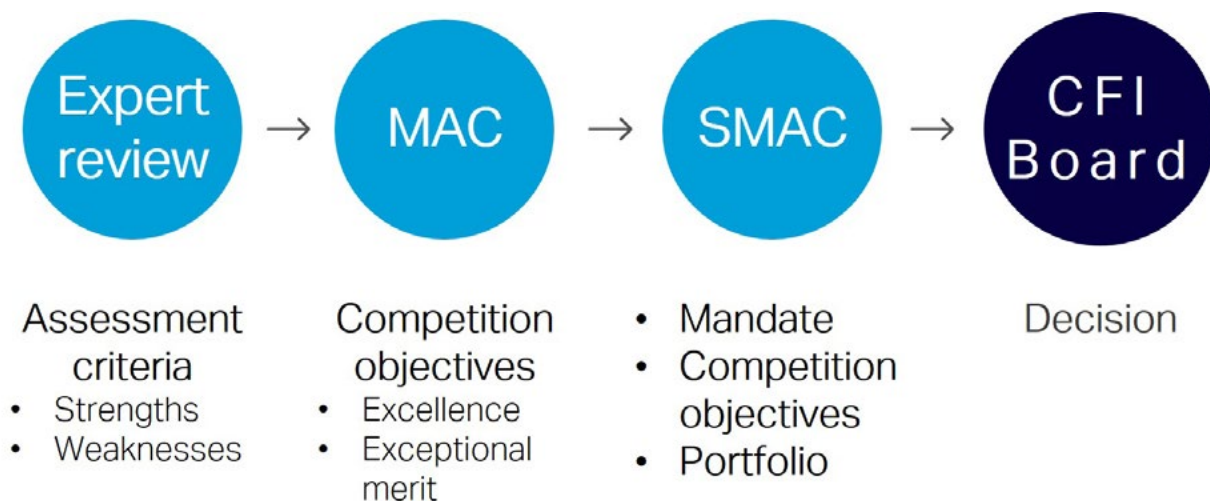 Expert
review
MAC
SMAC
CFI
Board
Assessment
criteria
• Strengths
• Weaknesses
Competition
objectives
• Excellence
• Exceptional
merit
• Mandate
• Competition
objectives
• Portfolio
Decision